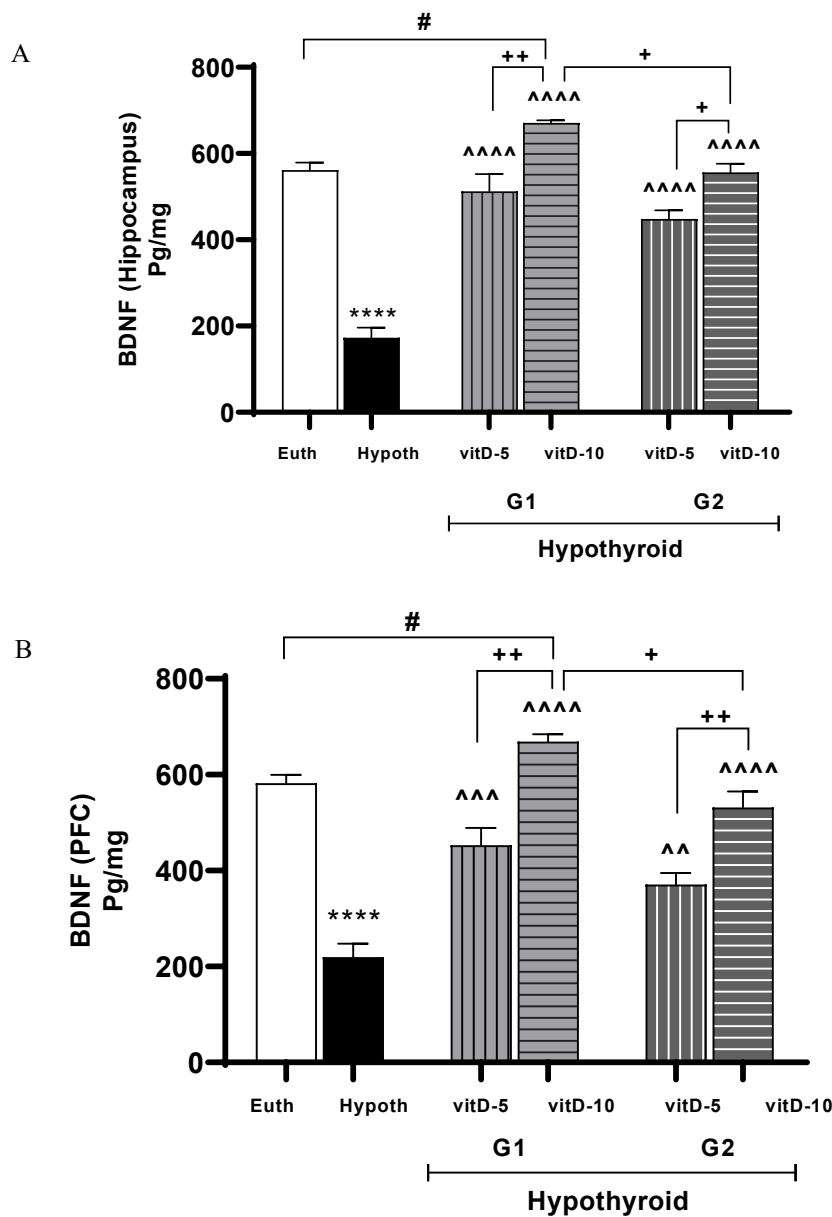 A
#
++
+
800
^^^^
+
^^^^
^^^^
600
^^^^
BDNF (Hippocampus)
Pg/mg
400
****
200
0
Euth
Hypoth
vitD-5
vitD-10
vitD-5
vitD-10
G1
G2
Hypothyroid
B
#
++
+
800
^^^^
++
^^^^
600
^^^
^^
BDNF (PFC)
Pg/mg
400
****
200
0
Euth
Hypoth
vitD-5
vitD-10
vitD-5
vitD-10
G1
G2
Hypothyroid